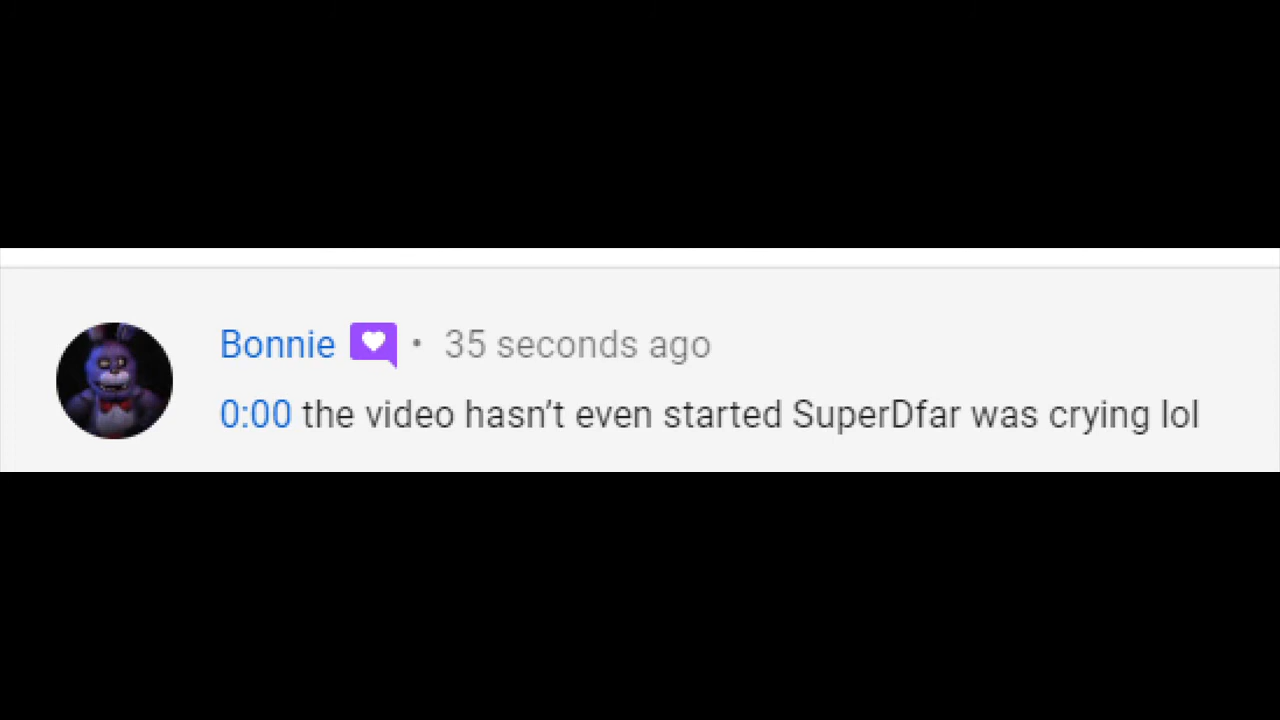 Bonnie • 35 seconds ago
0:00 the video hasn’t even started SuperDfar was crying lol